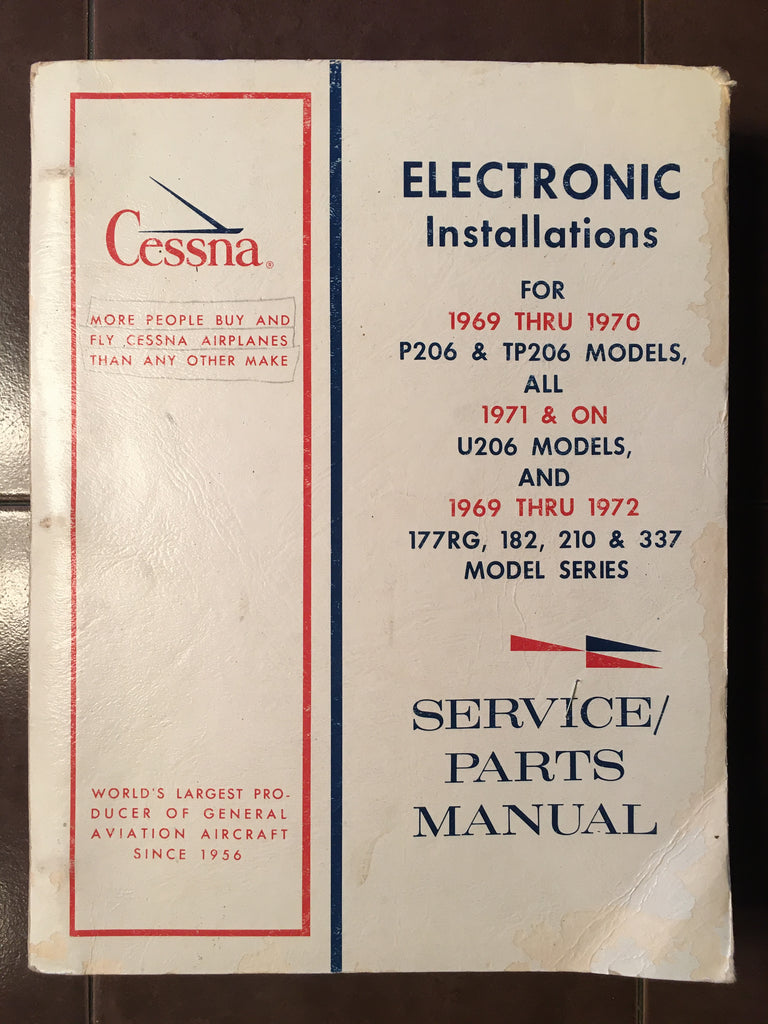 Cessna®
MORE PEOPLE BUY AND
FLY CESSNA AIRPLANES
THAN ANY OTHER MAKE
WORLD'S LARGEST PRO-
DUCER OF GENERAL
AVIATION AIRCRAFT
SINCE 1956
ELECTRONIC
Installations
FOR
1969 THRU 1970
P206 & TP206 MODELS,
ALL
1971 & ON
U206 MODELS,
AND
1969 THRU 1972
177RG, 182, 210 & 337
MODEL SERIES
SERVICE/
PARTS
MANUAL